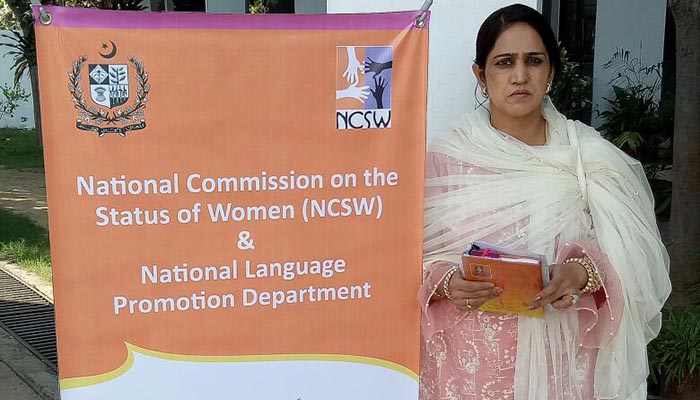 NCSW
National Commission on the
Status of Women (NCSW)
&
National Language
Promotion Department